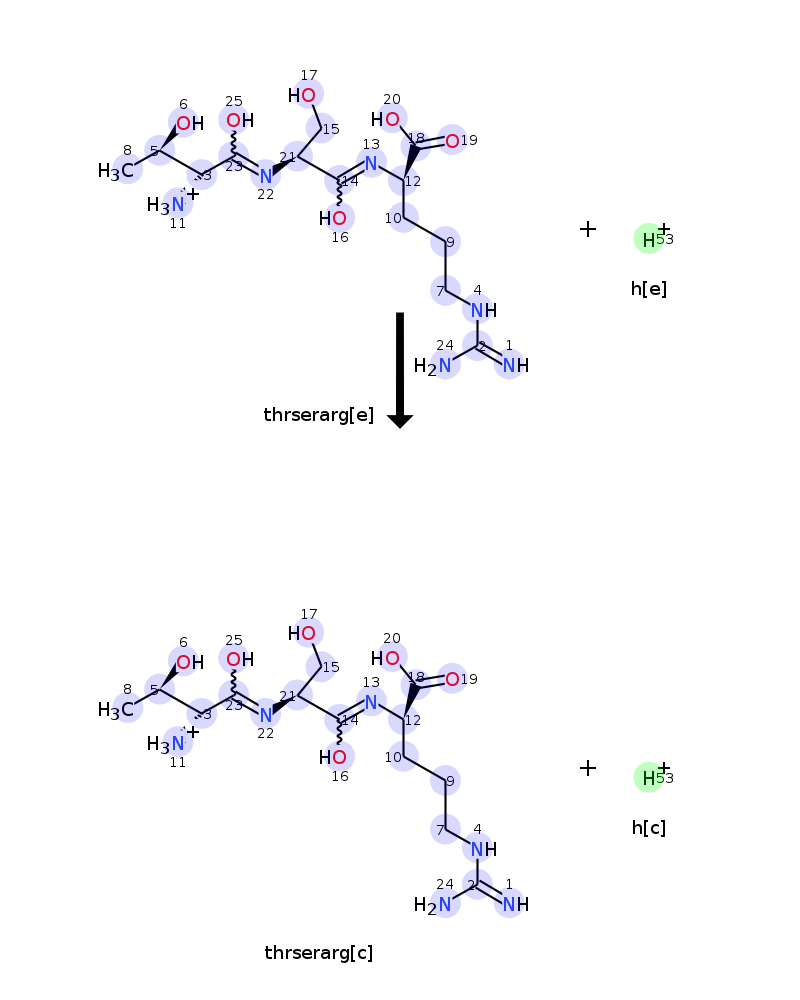 17
HO
20
HO
6
OH
25
OH
15
18
O19
8
H3C
5
13
N
21
23
14
3
N
22
12
H3N+
11
HO
16
10
+
H+53
9
h[e]
7
4
NH
24
H2N
2
1
NH
thrserarg[e]
17
HO
20
HO
6
OH
25
OH
15
18
O19
8
H3C
5
13
N
21
23
14
3
N
22
12
H3N+
11
HO
16
10
+
H+53
9
h[c]
7
4
NH
24
H2N
2
1
NH
thrserarg[c]